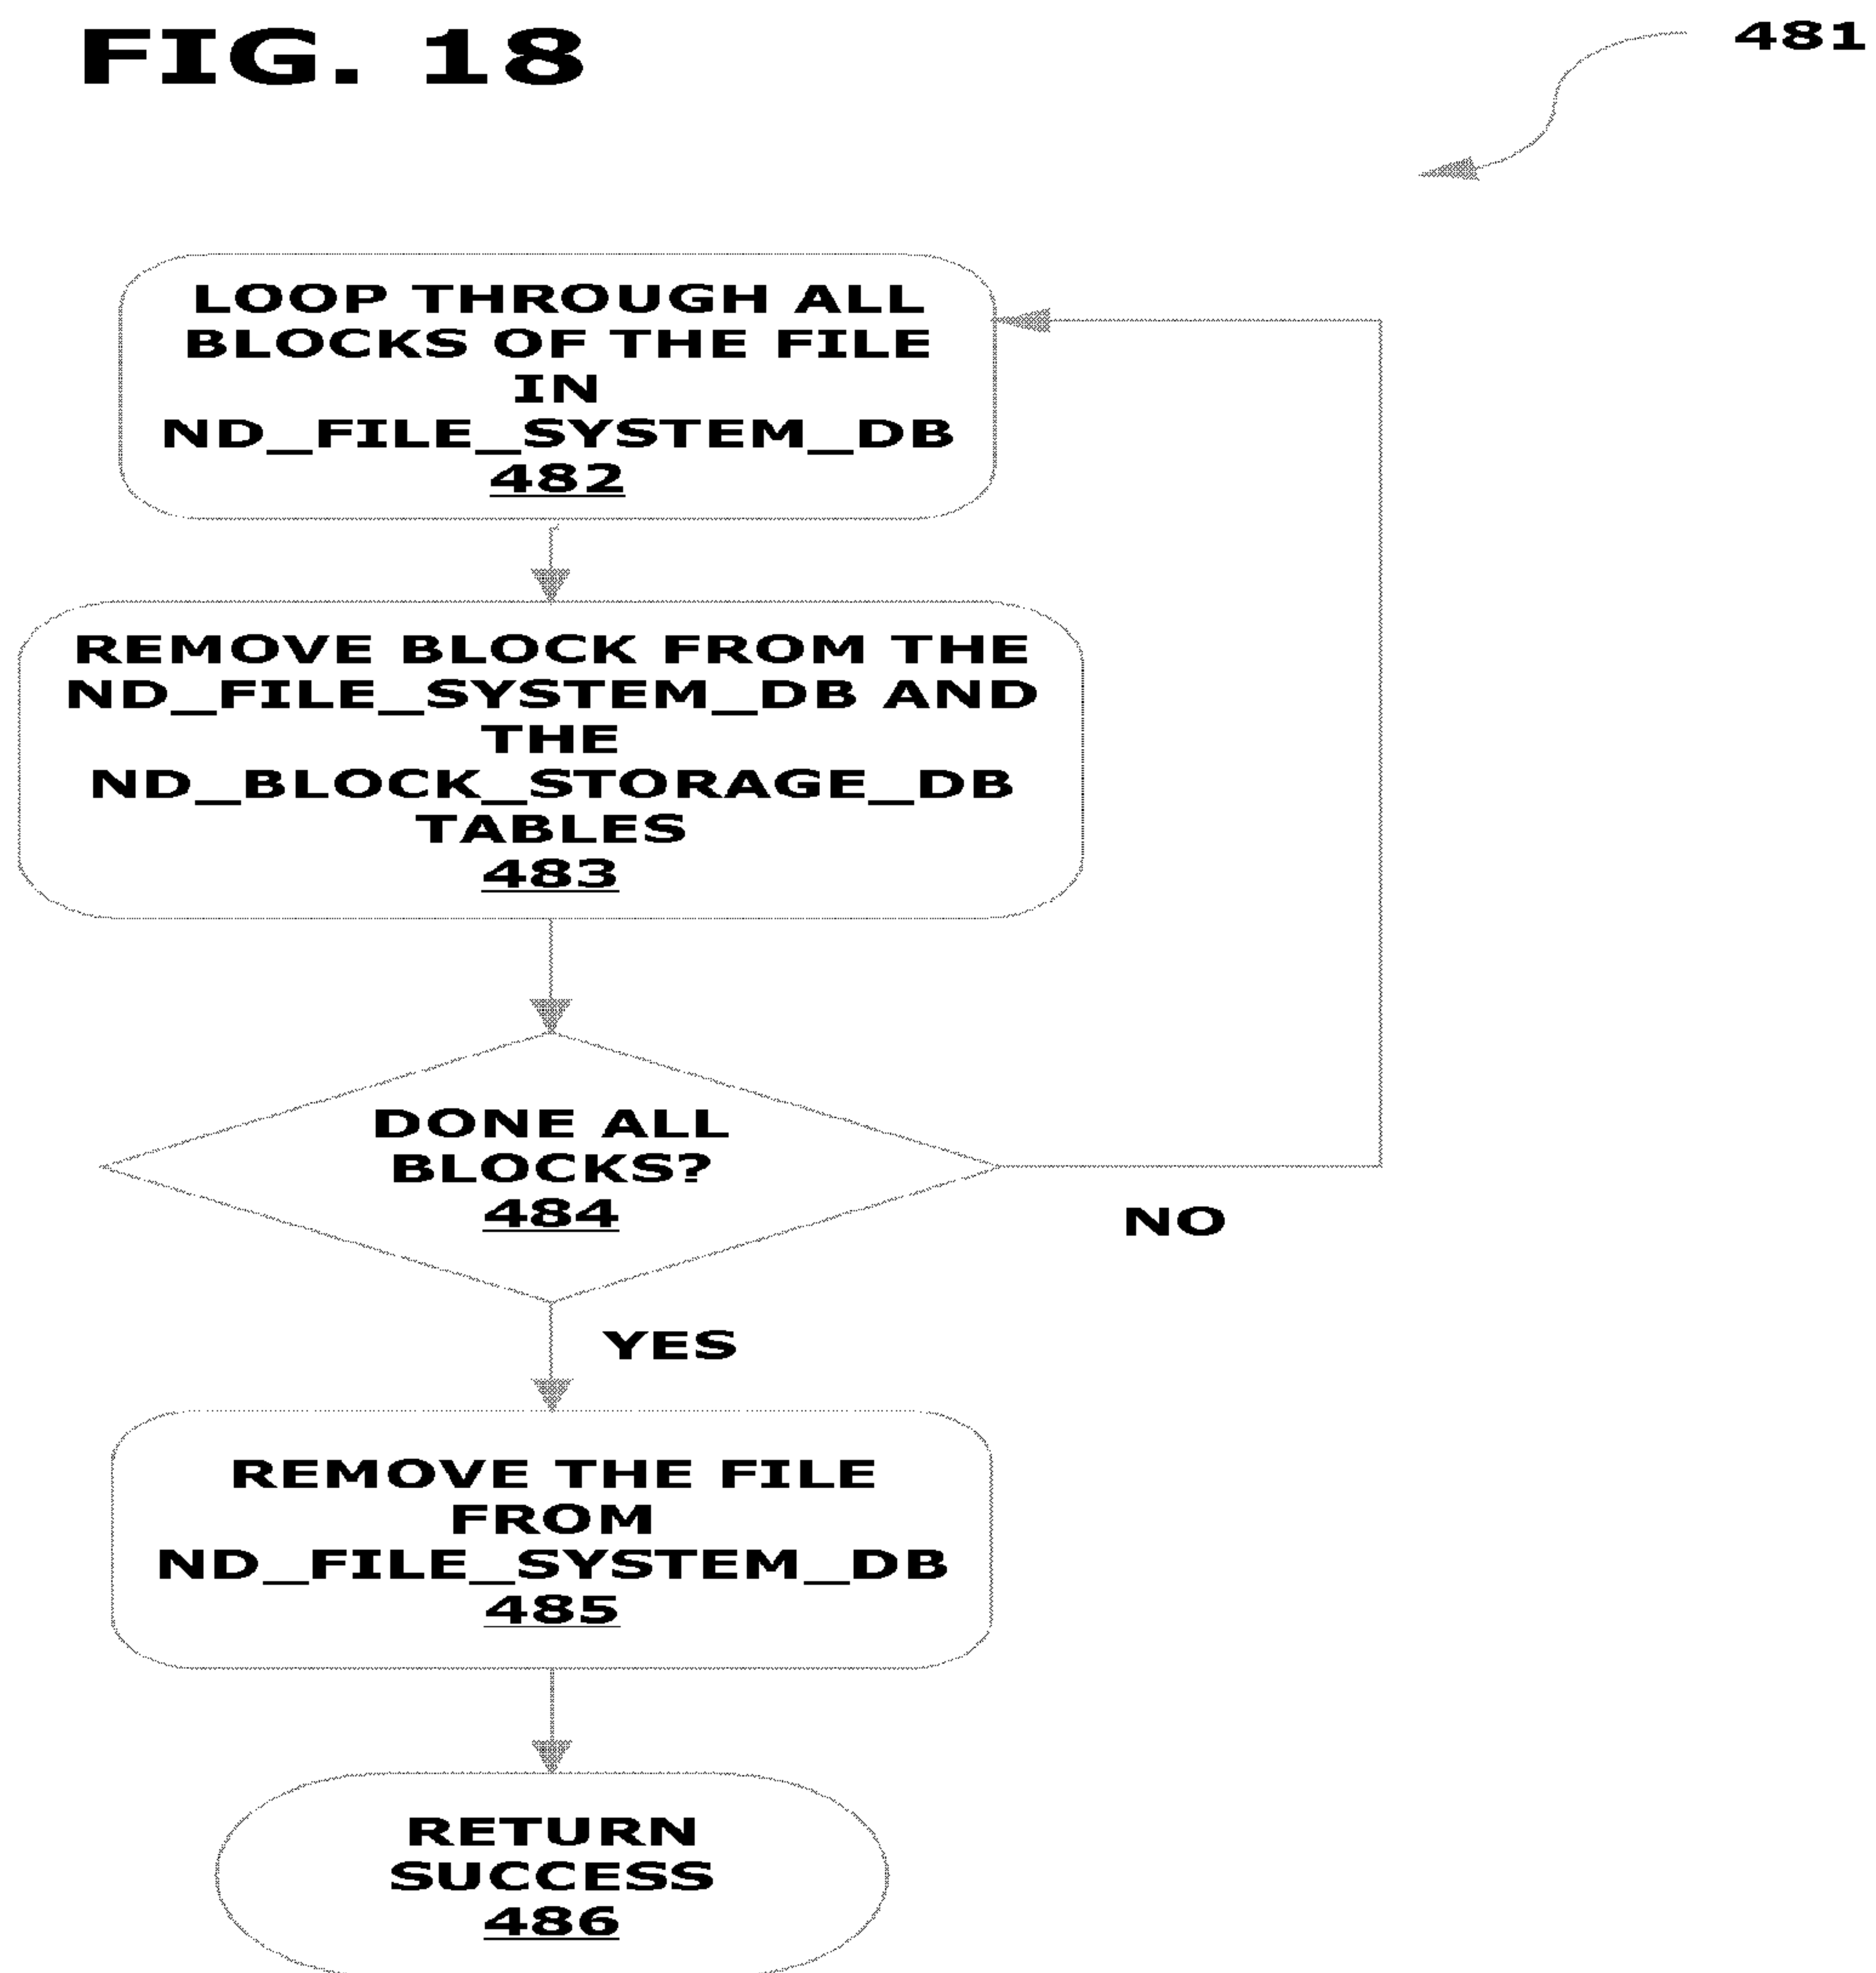 FIG. 18
481
LOOP THROUGH ALL
BLOCKS OF THE FILE
IN
ND_FILE_SYSTEM_DB
482
REMOVE BLOCK FROM THE
ND_FILE_SYSTEM_DB AND
THE
ND_BLOCK_STORAGE_DB
TABLES
483
DONE ALL
BLOCKS?
484
NO
YES
REMOVE THE FILE
FROM
ND_FILE_SYSTEM_DB
485
RETURN
SUCCESS
486